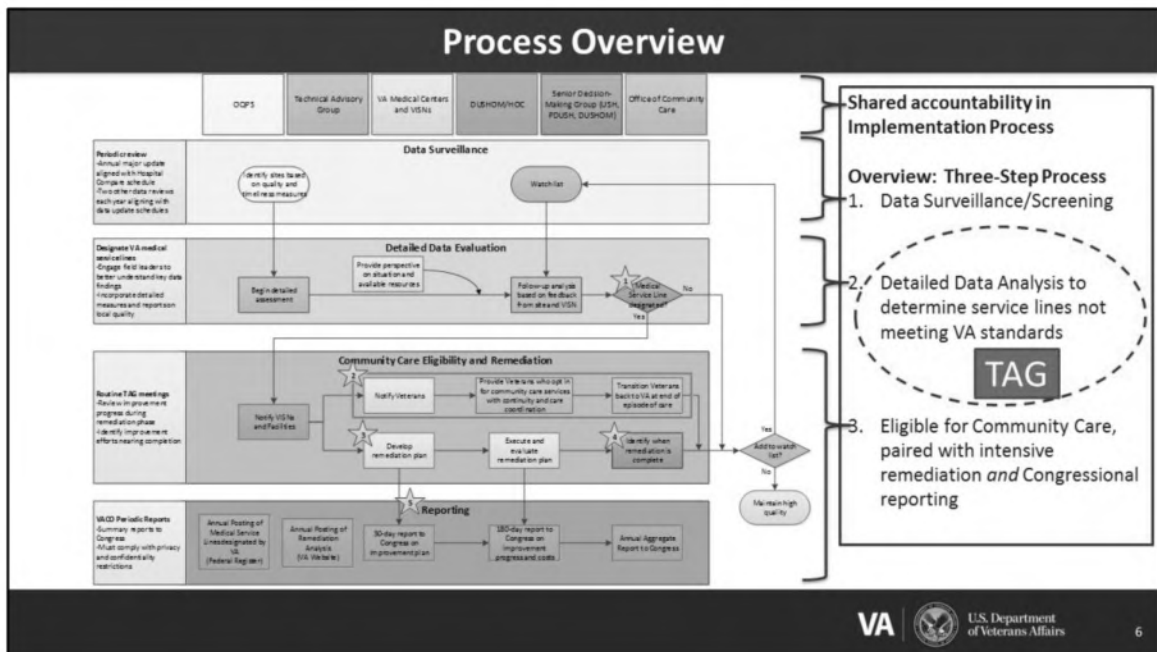 Process Overview
OQPS
Technical Advisory
Group
VA Medical Centers
and VISNs
DUSHOM/HOC
Senior Decision-
Making Group (USH,
PDUSH, DUSHOM)
Office of Community
Care
Periodic review
-Annual major update
aligned with Hospital
Compare schedule
-Two other data reviews
each year aligning with
data update schedules
Data Surveillance
Identify sites based
on quality and
timeliness measures
Watch list
Designate VA medical
service lines
-Engage field leaders to
better understand key data
findings
-Incorporate detailed
measures and report on
local quality
Detailed Data Evaluation
Begin detailed
assessment
Provide perspective
on situation and
available resources
Follow-up analysis
based on feedback
from site and VISN
1
Medical
Service Line
designated?
No
Yes
Routine TAG meetings
-Review improvement
progress during
remediation phase
-Identify improvement
efforts nearing completion
Community Care Eligibility and Remediation
2
Notify VISNs
and Facilities
Notify Veterans
Provide Veterans who opt in
for community care services
with continuity and care
coordination
Transition Veterans
back to VA at end of
episode of care
3
Develop
remediation plan
Execute and
evaluate
remediation plan
4
Identify when
remediation is
complete
Yes
Add to watch
list?
No
Maintain high
quality
VACO Periodic Reports
-Summary reports to
Congress
-Must comply with privacy
and confidentiality
restrictions
5
Reporting
Annual Posting of
Medical Service
Lines designated by
VA
(Federal Register)
Annual Posting of
Remediation
Analysis
(VA Website)
30-day report to
Congress on
improvement plan
180-day report to
Congress on
improvement
progress and costs
Annual Aggregate
Report to Congress
Shared accountability in
Implementation Process
Overview: Three-Step Process
1. Data Surveillance/Screening
2. Detailed Data Analysis to
determine service lines not
meeting VA standards
TAG
3. Eligible for Community Care,
paired with intensive
remediation and Congressional
reporting
VA
U.S. Department
of Veterans Affairs
6